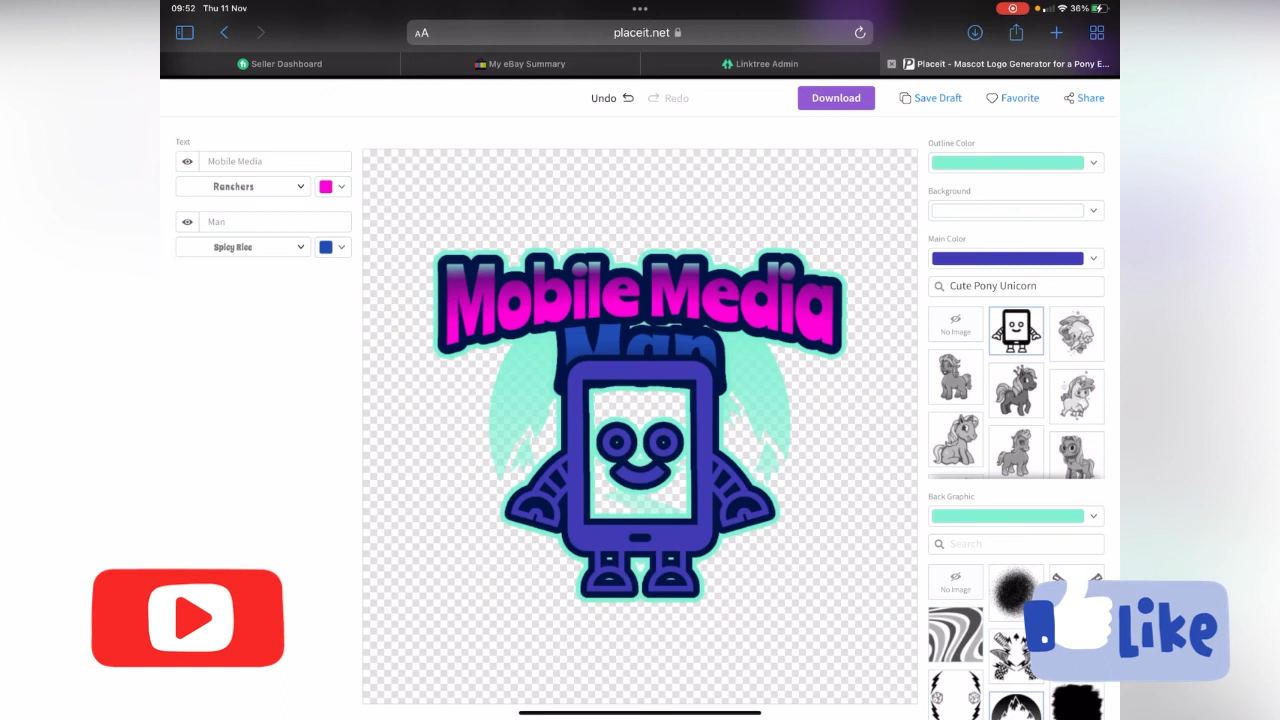 09:52 Thu 11 Nov
36%
AA
placeit.net
Seller Dashboard
My eBay Summary
Linktree Admin
Placeit - Mascot Logo Generator for a Pony E...
Undo
Redo
Download
Save Draft
Favorite
Share
Text
Mobile Media
Ranchers
Man
Spicy Rice
Mobile Media
Man
Outline Color
Background
Main Color
Cute Pony Unicorn
No Image
Back Graphic
Search
No Image
Like